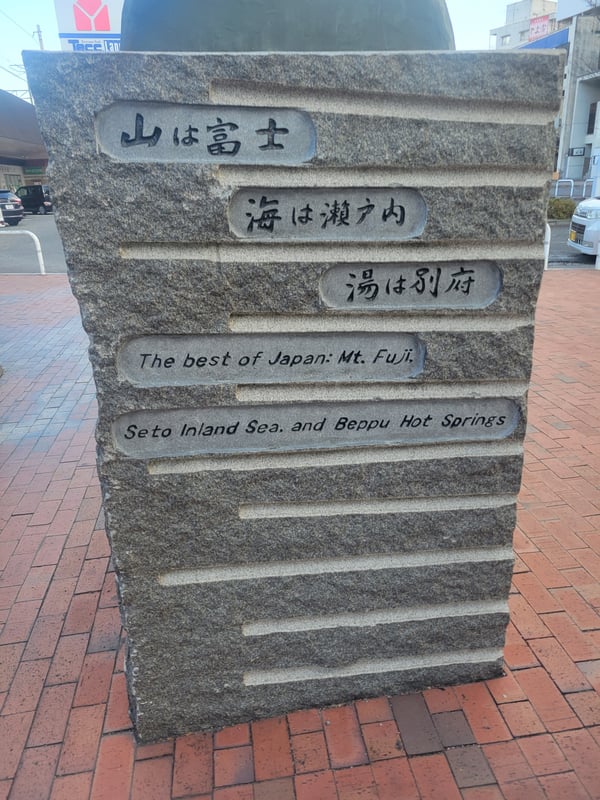 山は富士
海は瀬戸内
湯は別府
The best of Japan: Mt. Fuji,
Seto Inland Sea, and Beppu Hot Springs